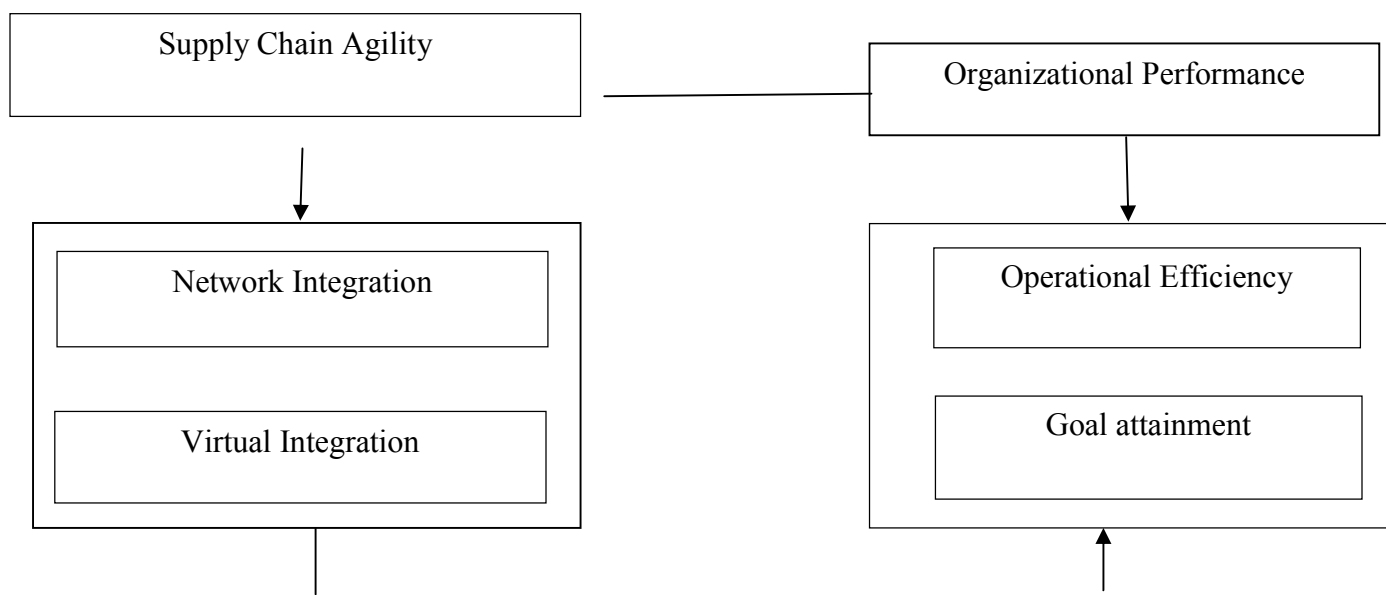 Supply Chain Agility
Organizational Performance
Network Integration
Operational Efficiency
Virtual Integration
Goal attainment